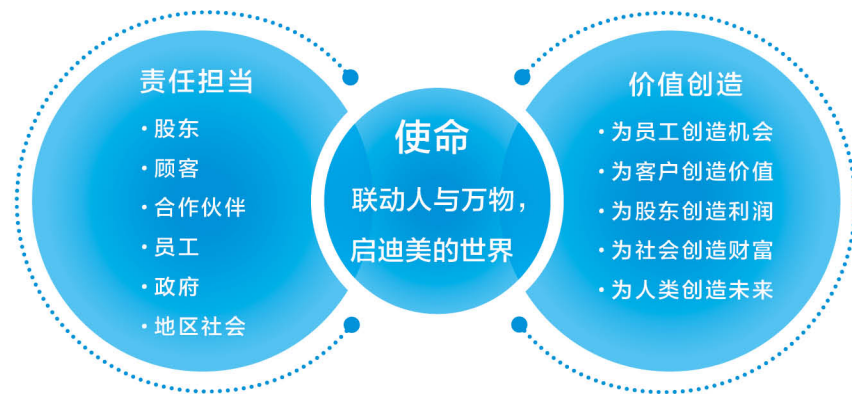 责任担当
·股东
·顾客
·合作伙伴
·员工
·政府
·地区社会
使命
联动人与万物，
启迪美的世界
价值创造
·为员工创造机会
·为客户创造价值
·为股东创造利润
·为社会创造财富
·为人类创造未来